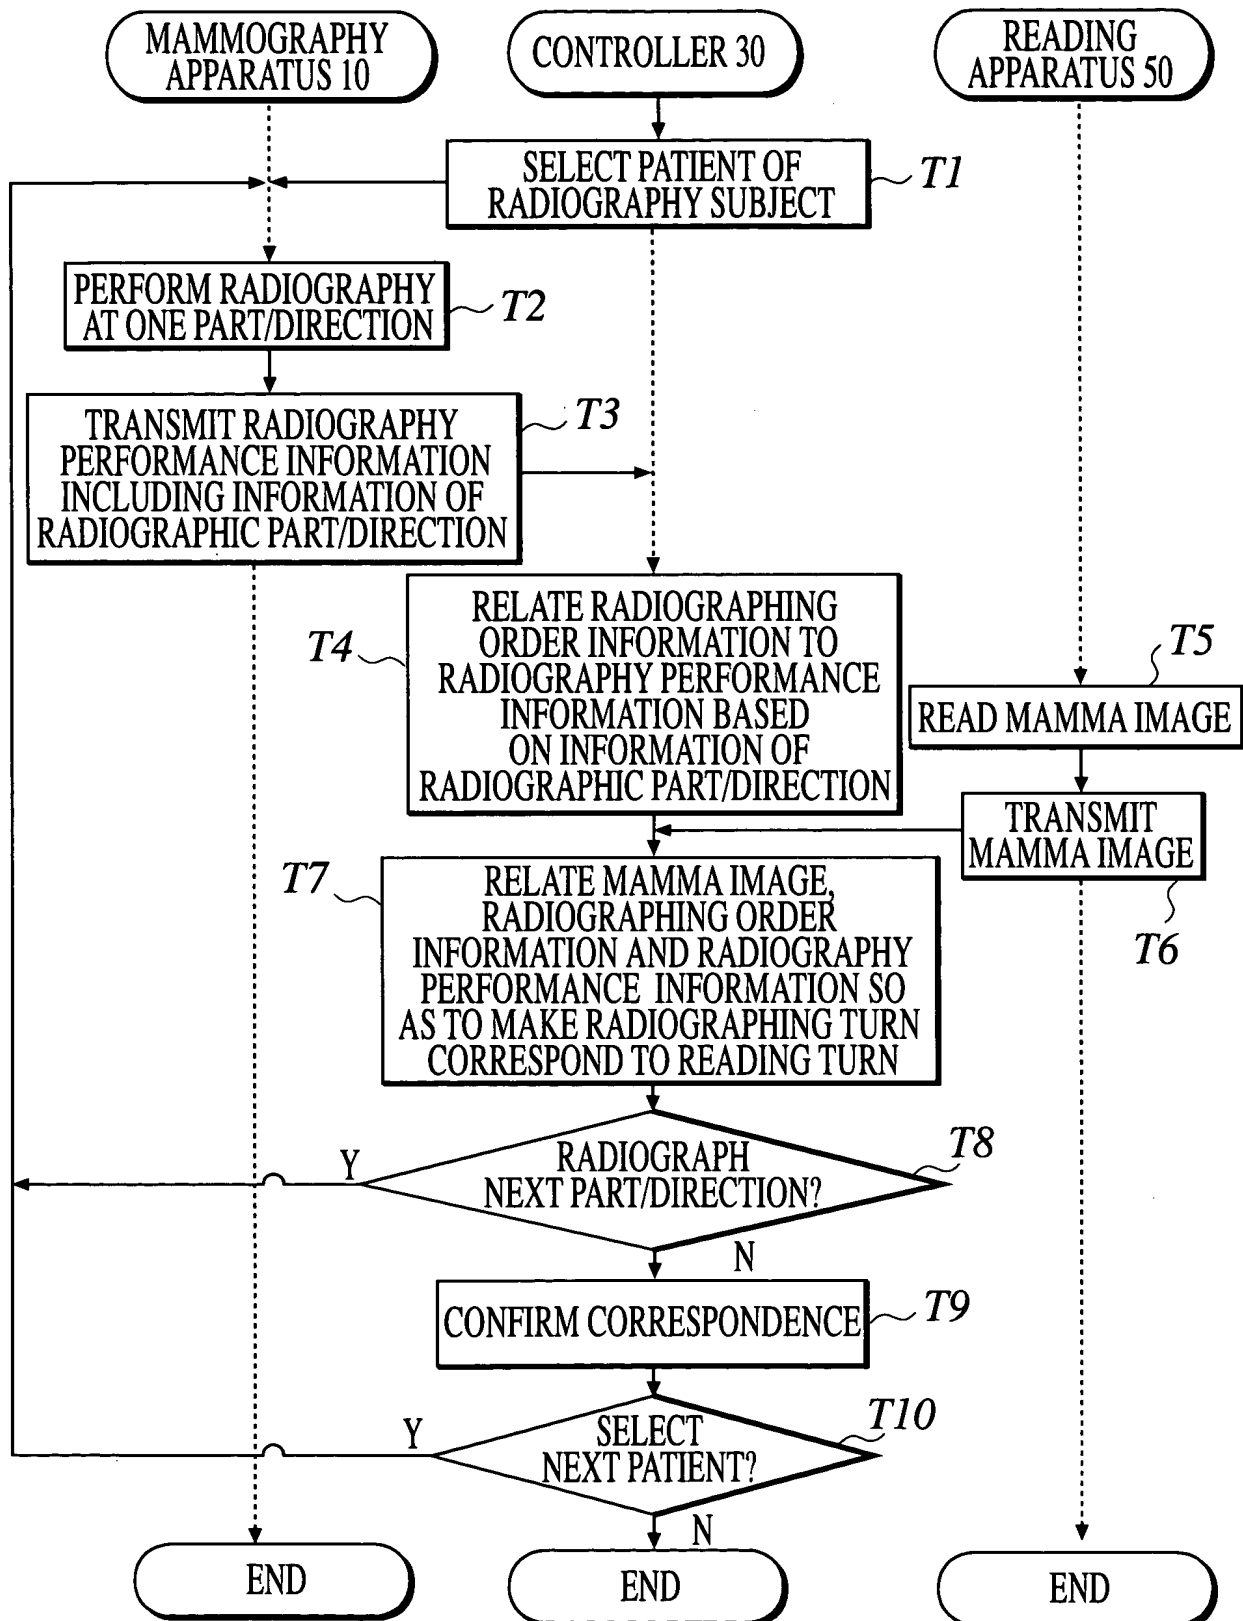 MAMMOGRAPHY
APPARATUS 10
CONTROLLER 30
READING
APPARATUS 50
SELECT PATIENT OF
RADIOGRAPHY SUBJECT
T1
PERFORM RADIOGRAPHY
AT ONE PART/DIRECTION
T2
TRANSMIT RADIOGRAPHY
PERFORMANCE INFORMATION
INCLUDING INFORMATION OF
RADIOGRAPHIC PART/DIRECTION
T3
RELATE RADIOGRAPHING
ORDER INFORMATION TO
RADIOGRAPHY PERFORMANCE
INFORMATION BASED
ON INFORMATION OF
RADIOGRAPHIC PART/DIRECTION
T4
T5
READ MAMMA IMAGE
TRANSMIT
MAMMA IMAGE
T6
T7
RELATE MAMMA IMAGE,
RADIOGRAPHING ORDER
INFORMATION AND RADIOGRAPHY
PERFORMANCE INFORMATION SO
AS TO MAKE RADIOGRAPHING TURN
CORRESPOND TO READING TURN
Y
RADIOGRAPH
NEXT PART/DIRECTION?
T8
N
CONFIRM CORRESPONDENCE
T9
Y
SELECT
NEXT PATIENT?
T10
N
END
END
END